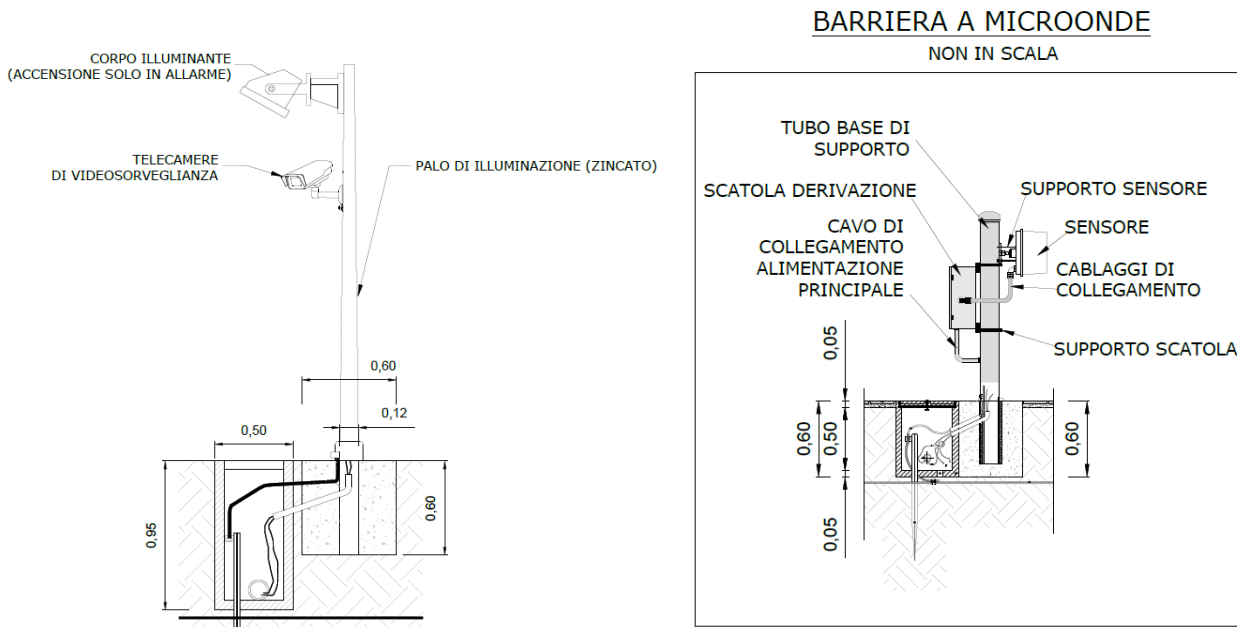 CORPO ILLUMINANTE
(ACCENSIONE SOLO IN ALLARME)
TELECAMERE
DI VIDEOSORVEGLIANZA
PALO DI ILLUMINAZIONE (ZINCATO)
0,60
0,12
0,50
0,95
0,60
BARRIERA A MICROONDE
NON IN SCALA
TUBO BASE DI
SUPPORTO
SCATOLA DERIVAZIONE
SUPPORTO SENSORE
CAVO DI
COLLEGAMENTO
ALIMENTAZIONE
PRINCIPALE
SENSORE
CABLAGGI DI
COLLEGAMENTO
SUPPORTO SCATOLA
0,05
0,60
0,50
0,60
0,05